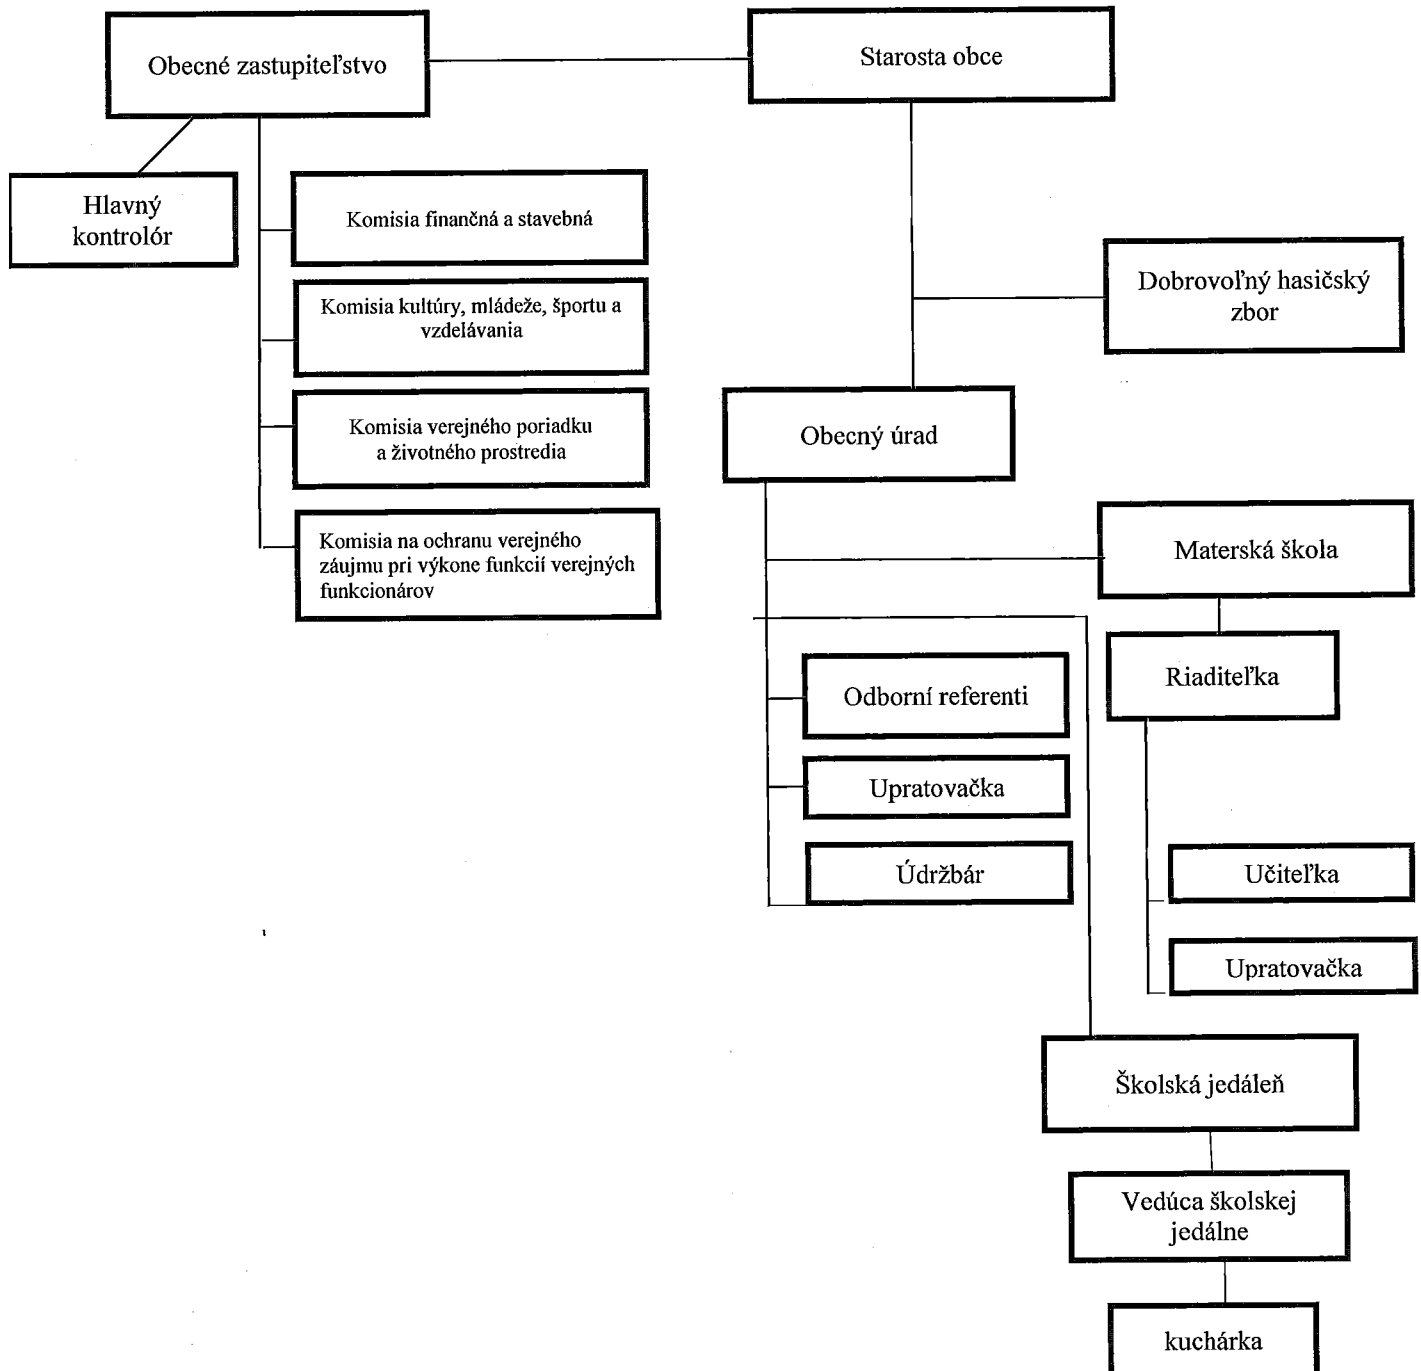 Obecné zastupiteľstvo
Starosta obce
Hlavný
kontrolór
Komisia finančná a stavebná
Komisia kultúry, mládeže, športu a
vzdelávania
Komisia verejného poriadku
a životného prostredia
Komisia na ochranu verejného
záujmu pri výkone funkcií verejných
funkcionárov
Dobrovoľný hasičský
zbor
Obecný úrad
Materská škola
Riaditeľka
Odborní referenti
Upratovačka
Údržbár
Učiteľka
Upratovačka
Školská jedáleň
Vedúca školskej
jedálne
kuchárka